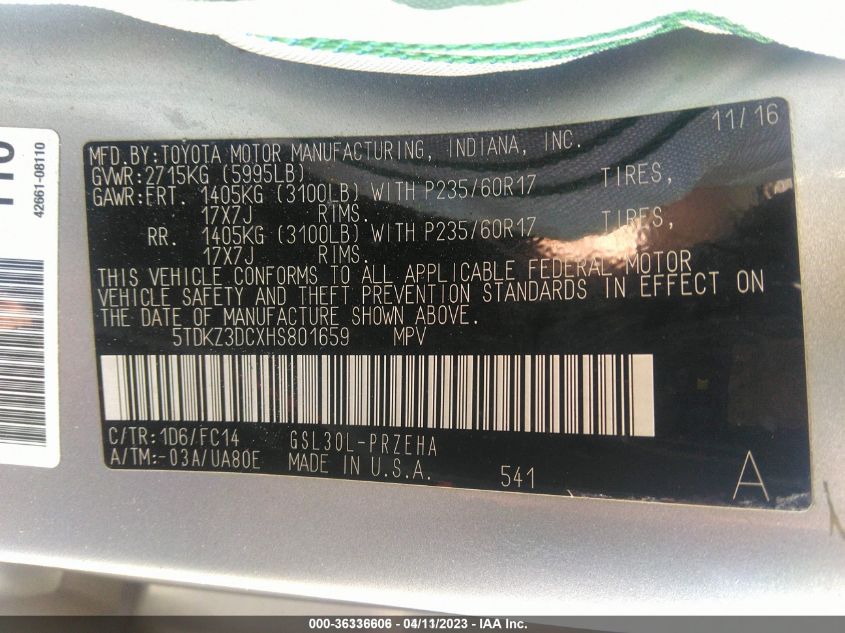 11/16
MFD.BY:TOYOTA MOTOR MANUFACTURING, INDIANA, INC.
GVWR:2715KG (5995LB)
GAWR:FRT. 1405KG (3100LB) WITH P235/60R17 TIRES,
17X7J RIMS.
RR. 1405KG (3100LB) WITH P235/60R17 TIRES,
17X7J RIMS.
THIS VEHICLE CONFORMS TO ALL APPLICABLE FEDERAL MOTOR
VEHICLE SAFETY AND THEFT PREVENTION STANDARDS IN EFFECT ON
THE DATE OF MANUFACTURE SHOWN ABOVE.
5TDKZ3DCXHS801659 MPV
C/TR:1D6/FC14 GSL30L-PRZEHA
A/TM:-03A/UA80E MADE IN U.S.A. 541 A
42661-08110
000-36336606 - 04/11/2023 - IAA Inc.